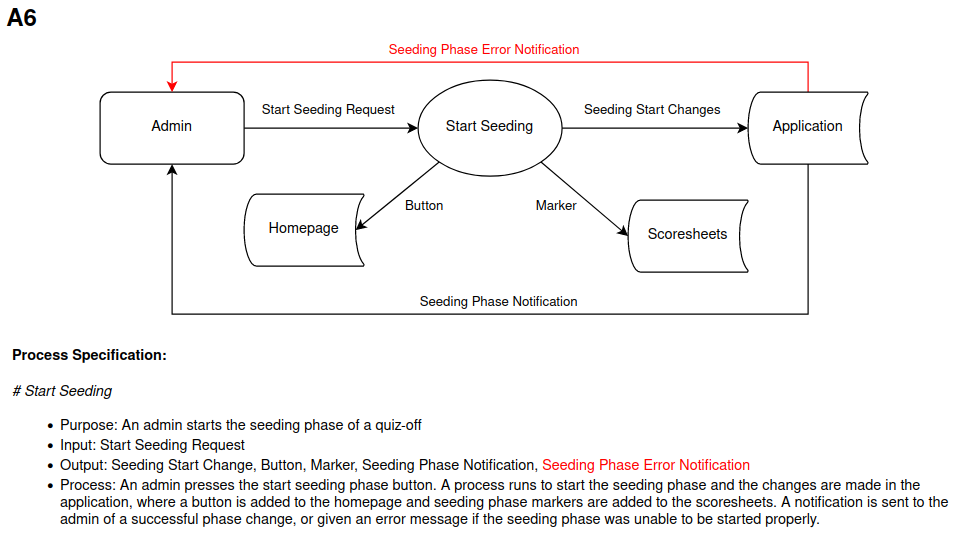 A6
Seeding Phase Error Notification
Admin
Start Seeding Request
Start Seeding
Seeding Start Changes
Application
Homepage
Button
Marker
Scoresheets
Seeding Phase Notification
Process Specification:
# Start Seeding
• Purpose: An admin starts the seeding phase of a quiz-off
• Input: Start Seeding Request
• Output: Seeding Start Change, Button, Marker, Seeding Phase Notification, Seeding Phase Error Notification
• Process: An admin presses the start seeding phase button. A process runs to start the seeding phase and the changes are made in the
application, where a button is added to the homepage and seeding phase markers are added to the scoresheets. A notification is sent to the
admin of a successful phase change, or given an error message if the seeding phase was unable to be started properly.